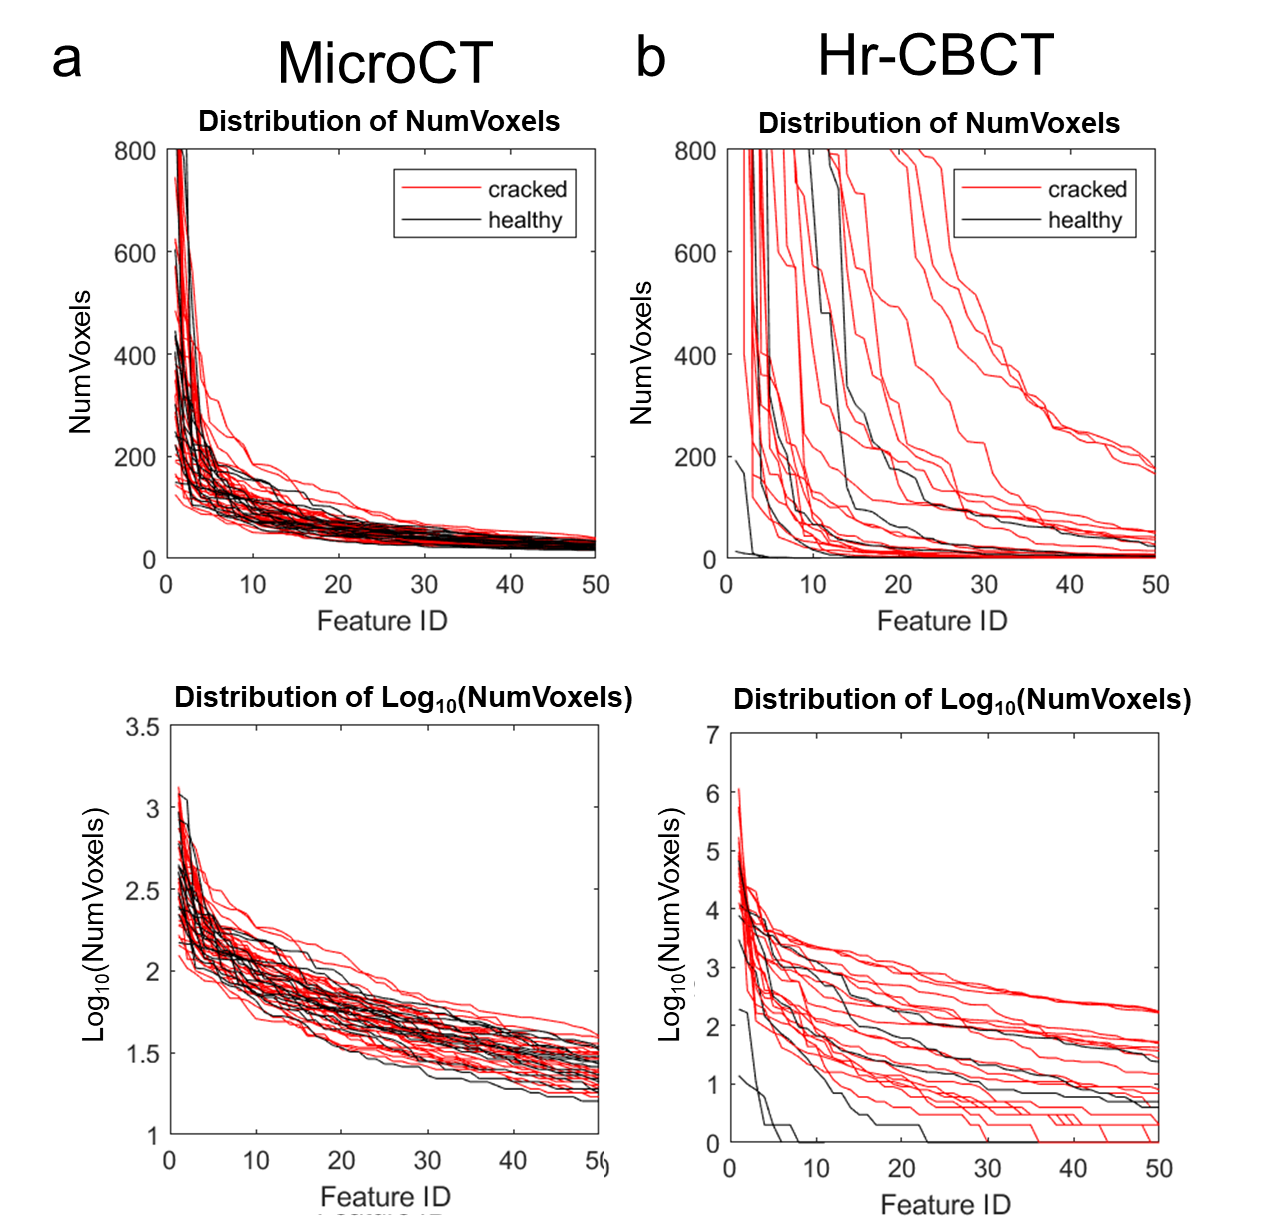 a
MicroCT
b
Hr-CBCT
Distribution of NumVoxels
800
600
400
200
0
NumVoxels
cracked
healthy
0 10 20 30 40 50
Feature ID
Distribution of NumVoxels
800
600
400
200
0
NumVoxels
cracked
healthy
0 10 20 30 40 50
Feature ID
Distribution of Log₁₀(NumVoxels)
3.5
3
2.5
2
1.5
1
Log₁₀(NumVoxels)
0 10 20 30 40
Feature ID
Distribution of Log₁₀(NumVoxels)
7
6
5
4
3
2
1
0
Log₁₀(NumVoxels)
0 10 20 30 40 50
Feature ID